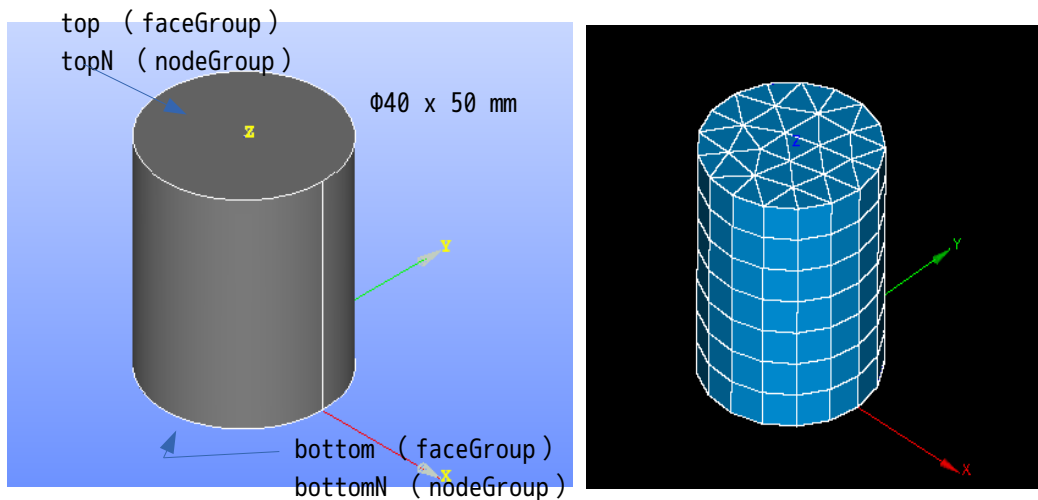 top （faceGroup）
topN （nodeGroup）
Φ40 x 50 mm
Z
Y
bottom （faceGroup）
X
bottomN （nodeGroup）
Z
Y
X